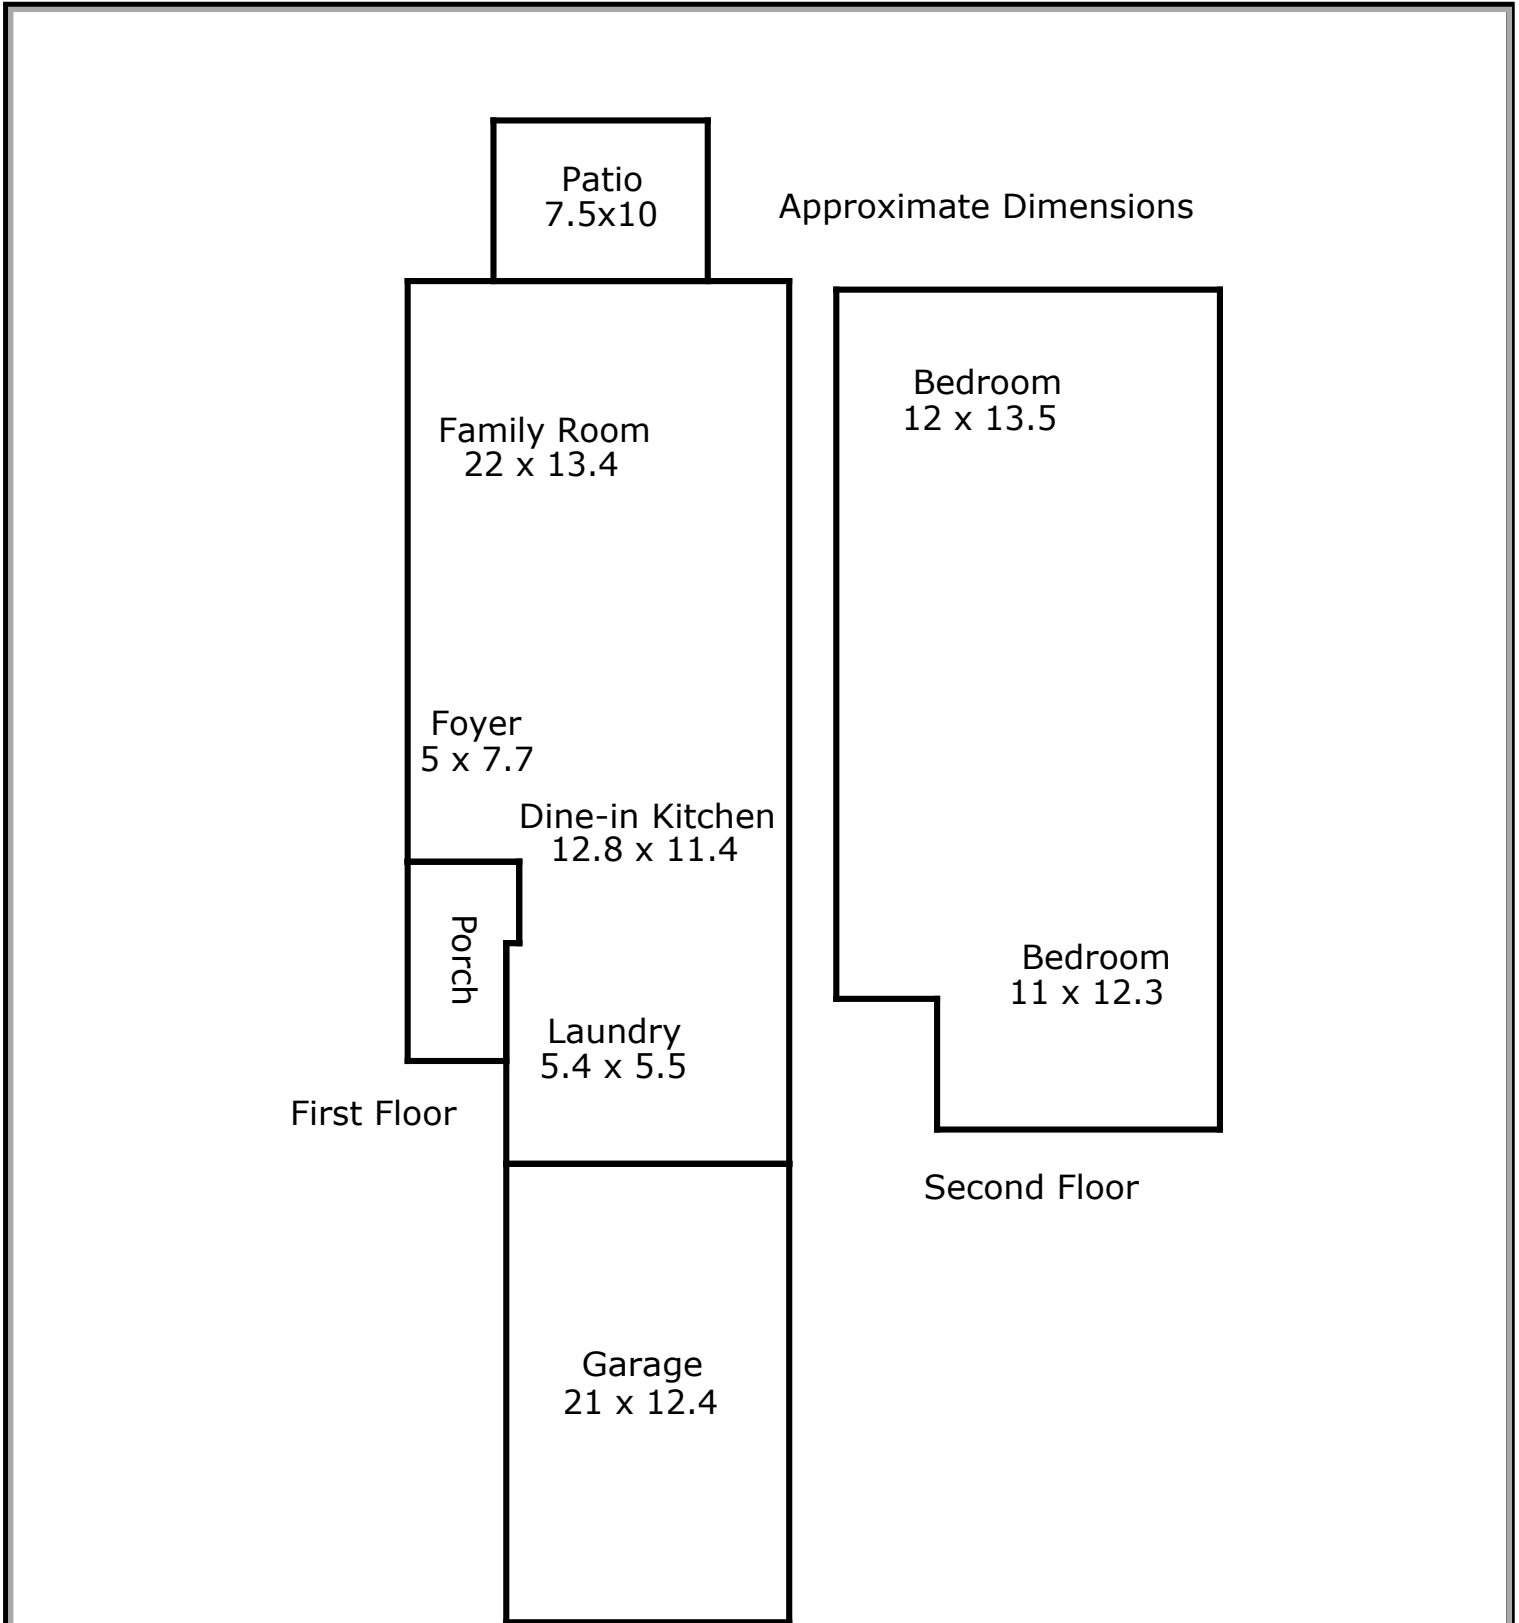 Patio
7.5x10
Approximate Dimensions
Family Room
22 x 13.4
Bedroom
12 x 13.5
Foyer
5 x 7.7
Dine-in Kitchen
12.8 x 11.4
Porch
Bedroom
11 x 12.3
Laundry
5.4 x 5.5
First Floor
Second Floor
Garage
21 x 12.4